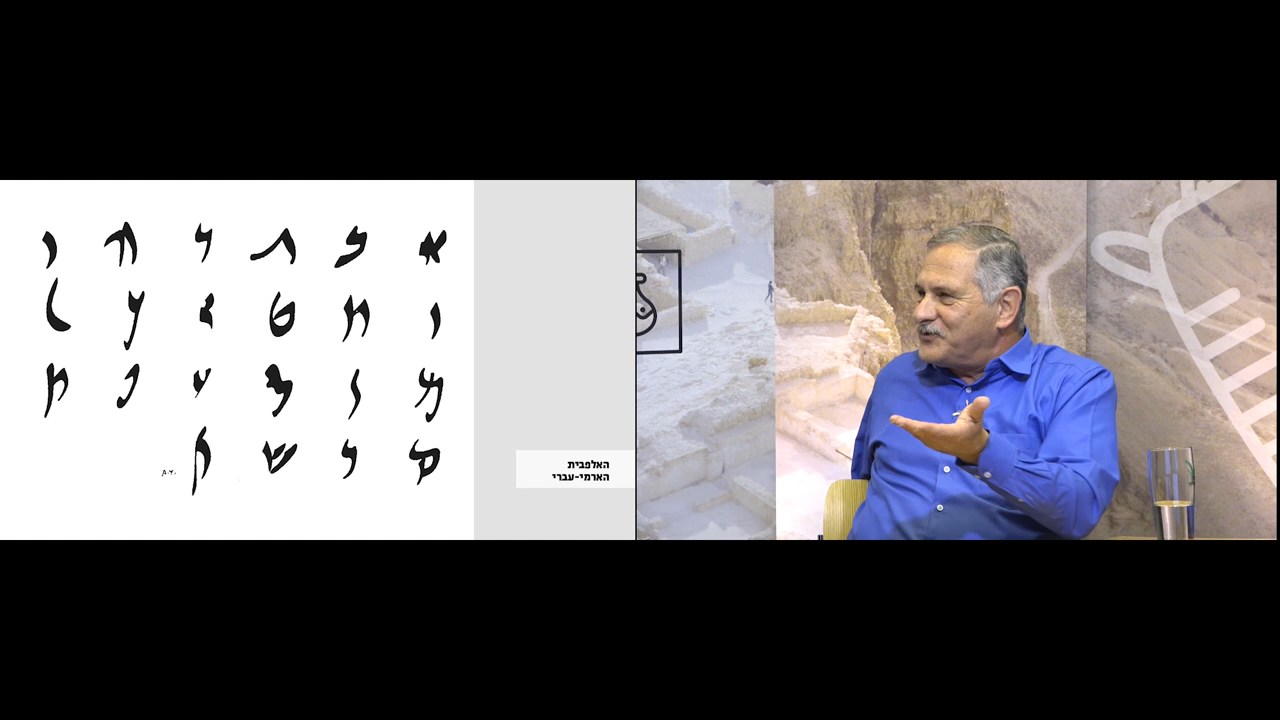 א ב ג ד ה ו
ז ח ט י כ ל
מ נ ס ע פ צ
ק ר ש ת
האלפבית
הארמי-עברי